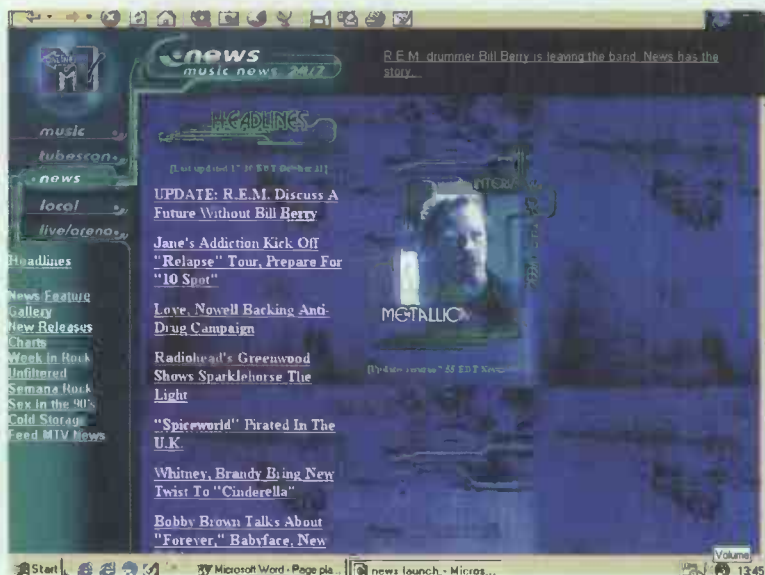 news
music news 24/7
R.E.M. drummer Bill Berry is leaving the band. News has the
story.
music
tubescan
news
local
live/arena
Headlines
News Feature
Gallery
New Releases
Charts
Week in Rock
Unfiltered
Semana Rock
Sex in the 90's
Cold Storage
Feed MTV News
HEADLINES
UPDATE: R.E.M. Discuss A
Future Without Bill Berry
Jane's Addiction Kick Off
"Relapse" Tour, Prepare For
"10 Spot"
Love, Nowell Backing Anti-
Drug Campaign
Radiohead's Greenwood
Shows Sparklehorse The
Light
"Spiceworld" Pirated In The
U.K.
Whitney, Brandy Bring New
Twist To "Cinderella"
Bobby Brown Talks About
"Forever," Babyface, New
METALLIC
Volume
Start
Microsoft Word - Page pla...
news launch - Micros...
13:45